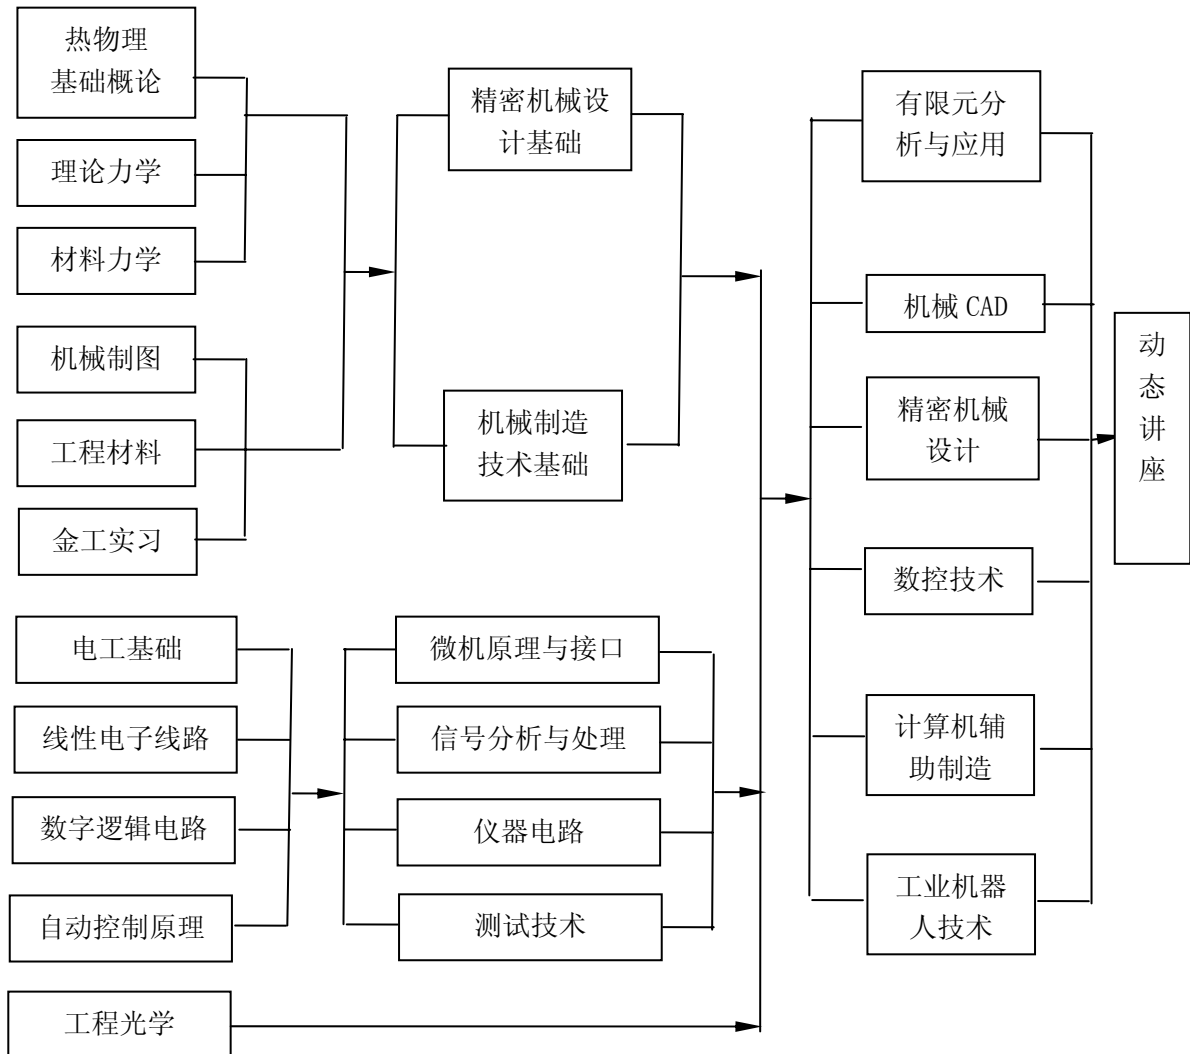 热物理
基础概论
理论力学
材料力学
机械制图
工程材料
金工实习
电工基础
线性电子线路
数字逻辑电路
自动控制原理
工程光学
精密机械设
计基础
机械制造
技术基础
微机原理与接口
信号分析与处理
仪器电路
测试技术
有限元分
析与应用
机械 CAD
精密机械
设计
数控技术
计算机辅
助制造
工业机器
人技术
动
态
讲
座